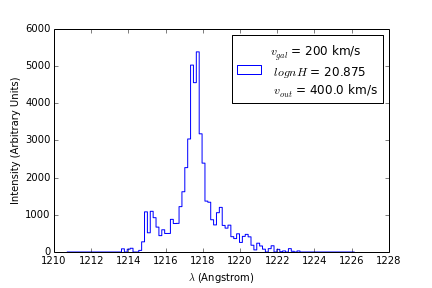 6000
5000
4000
3000
2000
1000
0
Intensity (Arbitrary Units)
v_gal = 200 km/s
lognH = 20.875
v_out = 400.0 km/s
1210 1212 1214 1216 1218 1220 1222 1224 1226 1228
λ (Angstrom)